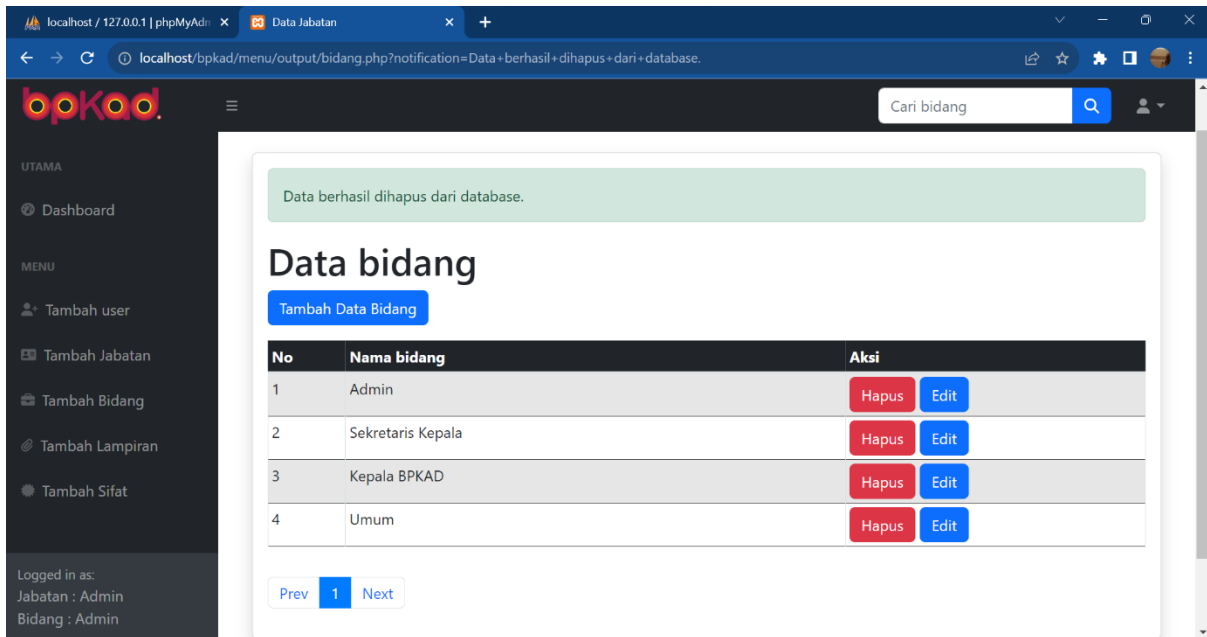 localhost / 127.0.0.1 | phpMyAdn
Data Jabatan
localhost/bpkad/menu/output/bidang.php?notification=Data+berhasil+dihapus+dari+database.
bpkad.
Cari bidang
UTAMA
Dashboard
MENU
Tambah user
Tambah Jabatan
Tambah Bidang
Tambah Lampiran
Tambah Sifat
Logged in as:
Jabatan : Admin
Bidang : Admin
Data berhasil dihapus dari database.
Data bidang
Tambah Data Bidang
No Nama bidang Aksi
1 Admin Hapus Edit
2 Sekretaris Kepala Hapus Edit
3 Kepala BPKAD Hapus Edit
4 Umum Hapus Edit
Prev 1 Next